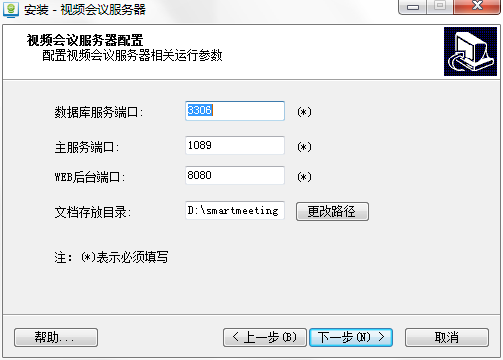 安装 - 视频会议服务器
视频会议服务器配置
配置视频会议服务器相关运行参数
数据库服务端口: 3306 (*)
主服务端口: 1089 (*)
WEB后台端口: 8080 (*)
文档存放目录: D:\smartmeeting 更改路径
注: (*)表示必须填写
帮助... < 上一步(B) 下一步(N) > 取消